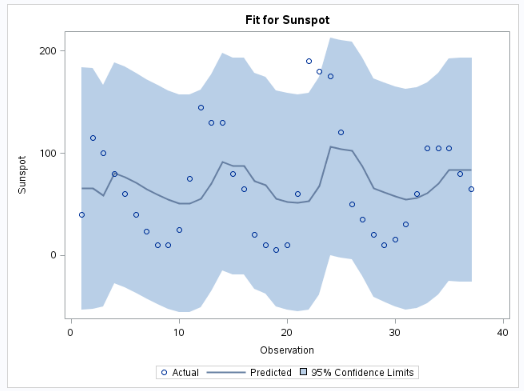 Fit for Sunspot
200
100
0
Sunspot
0 10 20 30 40
Observation
Actual Predicted 95% Confidence Limits